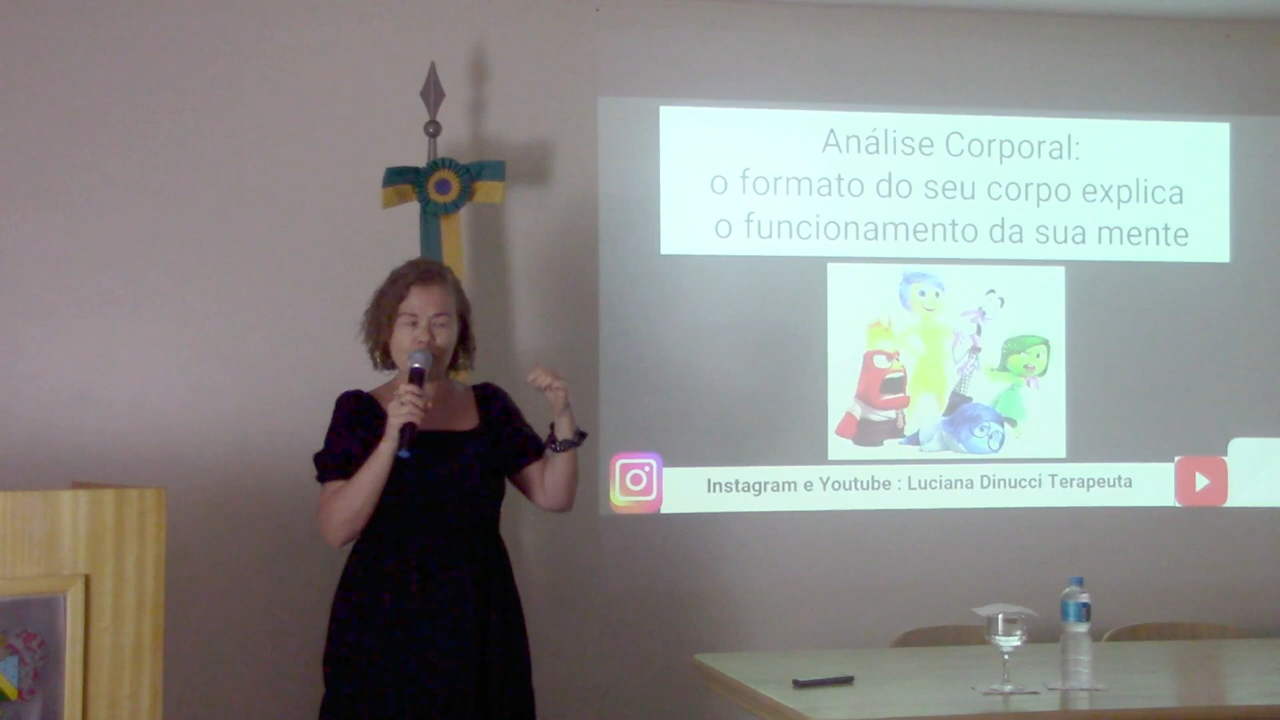 Análise Corporal:
o formato do seu corpo explica
o funcionamento da sua mente
Instagram e Youtube : Luciana Dinucci Terapeuta